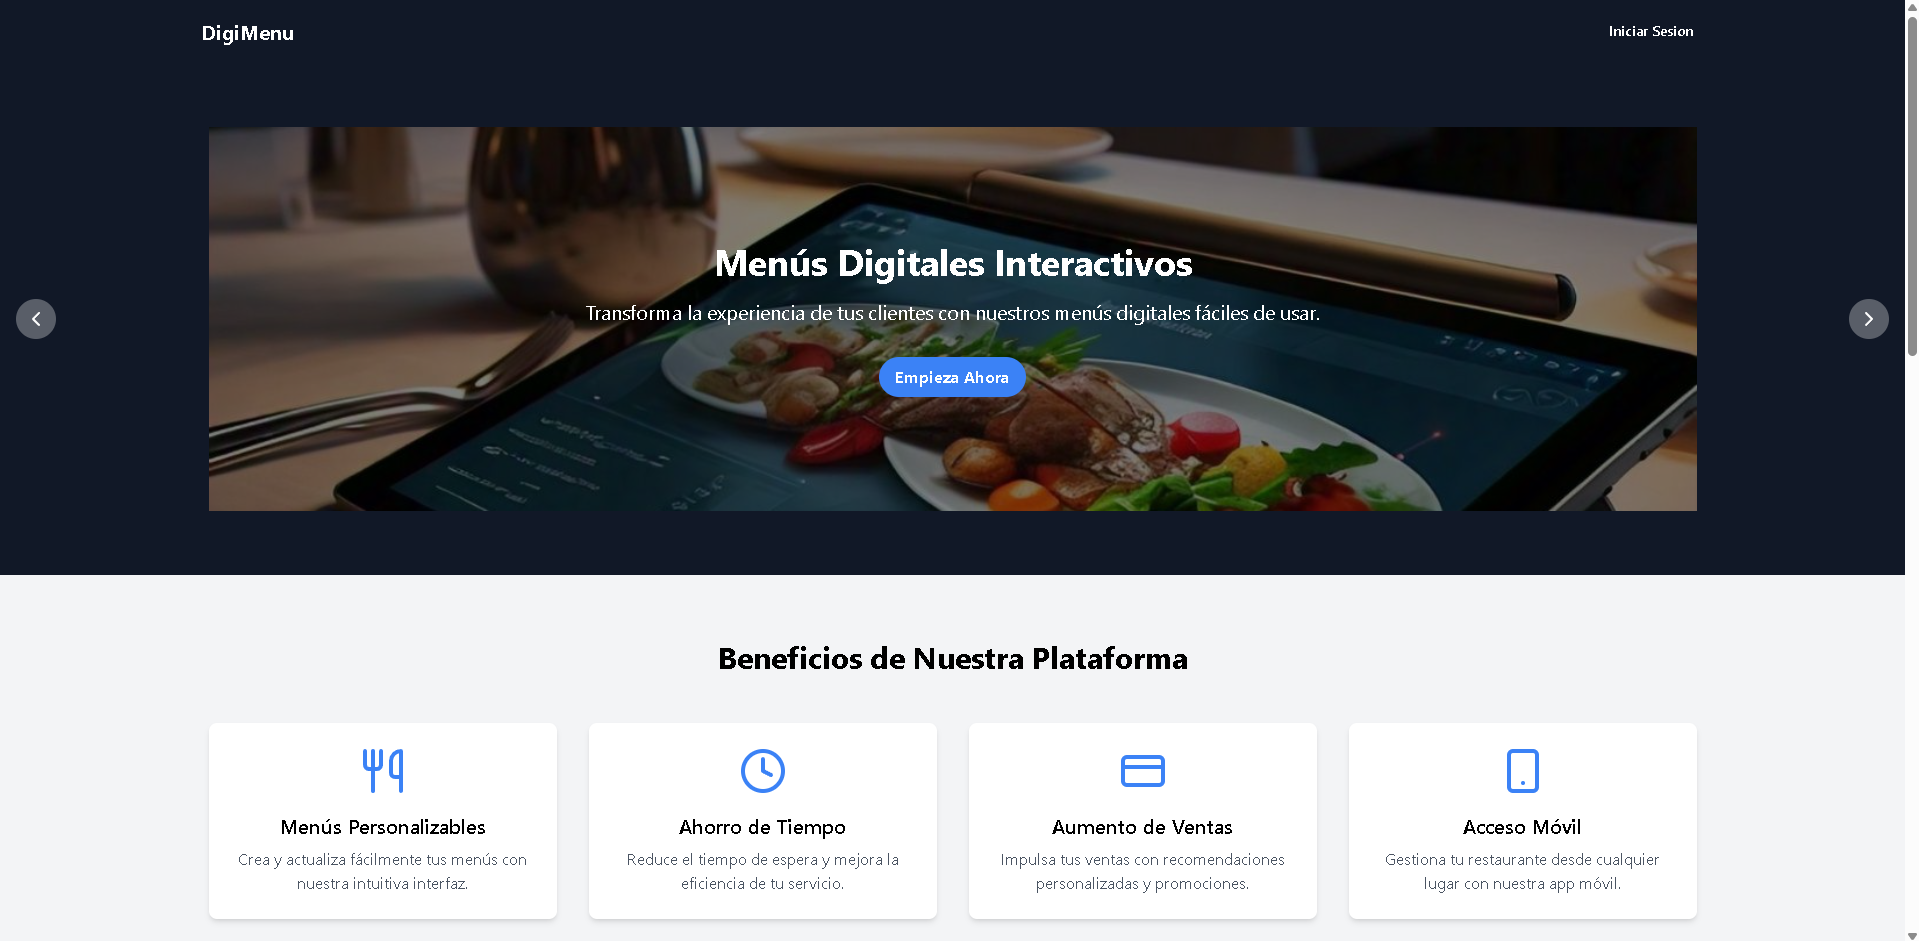 DigiMenu
Iniciar Sesion
Menús Digitales Interactivos
Transforma la experiencia de tus clientes con nuestros menús digitales fáciles de usar.
Empieza Ahora
Beneficios de Nuestra Plataforma
Menús Personalizables
Crea y actualiza fácilmente tus menús con
nuestra intuitiva interfaz.
Ahorro de Tiempo
Reduce el tiempo de espera y mejora la
eficiencia de tu servicio.
Aumento de Ventas
Impulsa tus ventas con recomendaciones
personalizadas y promociones.
Acceso Móvil
Gestiona tu restaurante desde cualquier
lugar con nuestra app móvil.